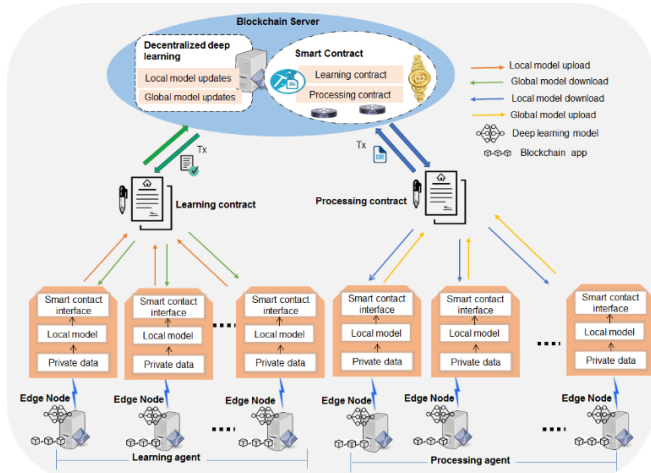 Blockchain Server
Decentralized deep
learning
Local model updates
Global model updates
Smart Contract
Learning contract
Processing contract
Local model upload
Global model download
Local model download
Global model upload
Deep learning model
Blockchain app
Tx
Tx
Learning contract
Processing contract
Smart contact
interface
Local model
Private data
Smart contact
interface
Local model
Private data
Smart contact
interface
Local model
Private data
Smart contact
interface
Local model
Private data
Smart contact
interface
Local model
Private data
Smart contact
interface
Local model
Private data
Edge Node
Edge Node
Edge Node
Edge Node
Edge Node
Edge Node
Learning agent
Processing agent